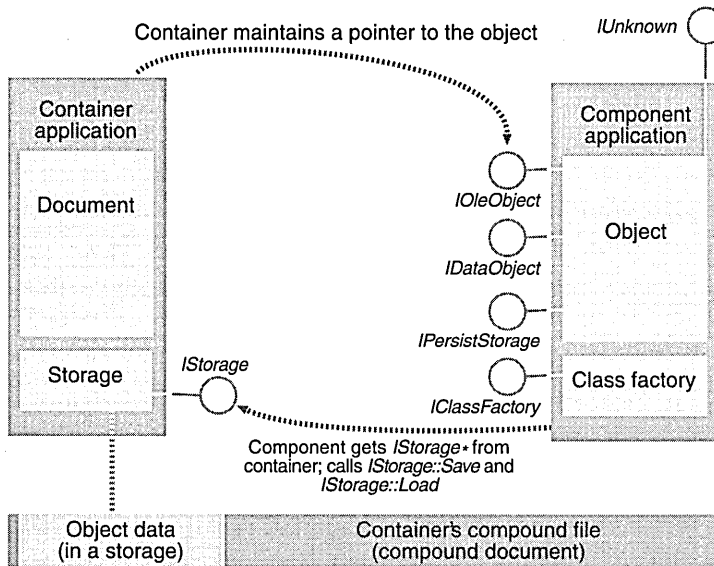 Container maintains a pointer to the object
IUnknown
Container
application
Document
Storage
IStorage
Component
application
IOleObject
Object
IDataObject
IPersistStorage
IClassFactory
Class factory
Component gets IStorage* from
container; calls IStorage::Save and
IStorage::Load
Object data
(in a storage)
Container's compound file
(compound document)